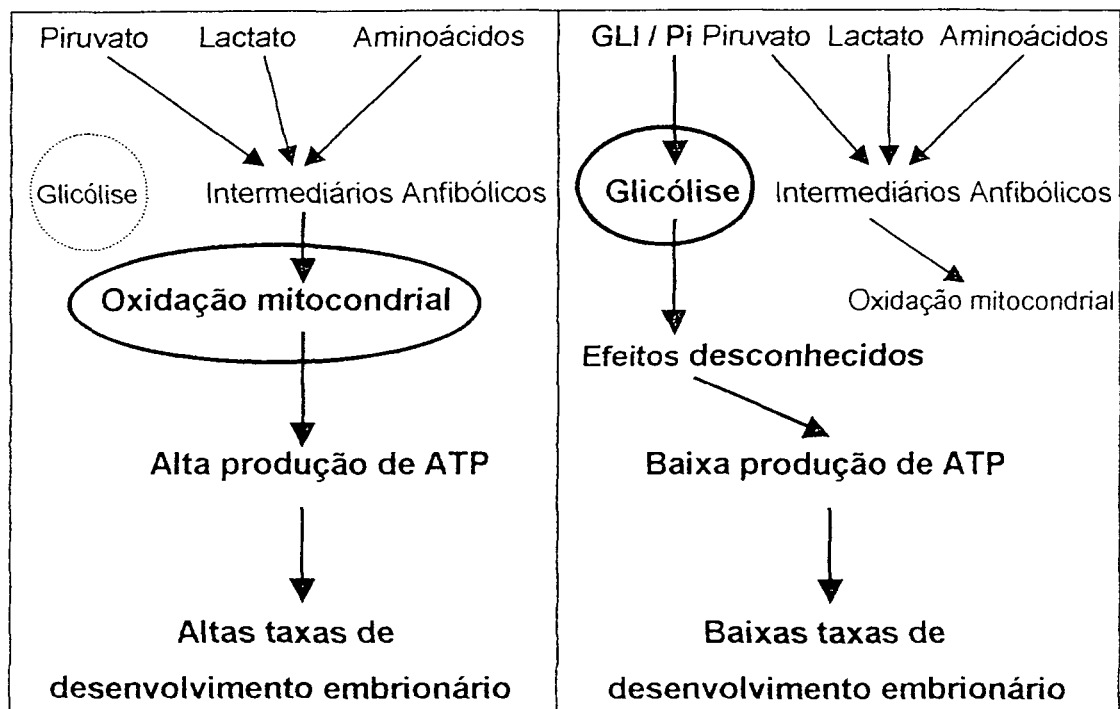 Piruvato Lactato Aminoácidos
Glicólise Intermediários Anfibólicos
Oxidação mitocondrial
Alta produção de ATP
Altas taxas de
desenvolvimento embrionário
GLI / Pi Piruvato Lactato Aminoácidos
Glicólise Intermediários Anfibólicos
Oxidação mitocondrial
Efeitos desconhecidos
Baixa produção de ATP
Baixas taxas de
desenvolvimento embrionário